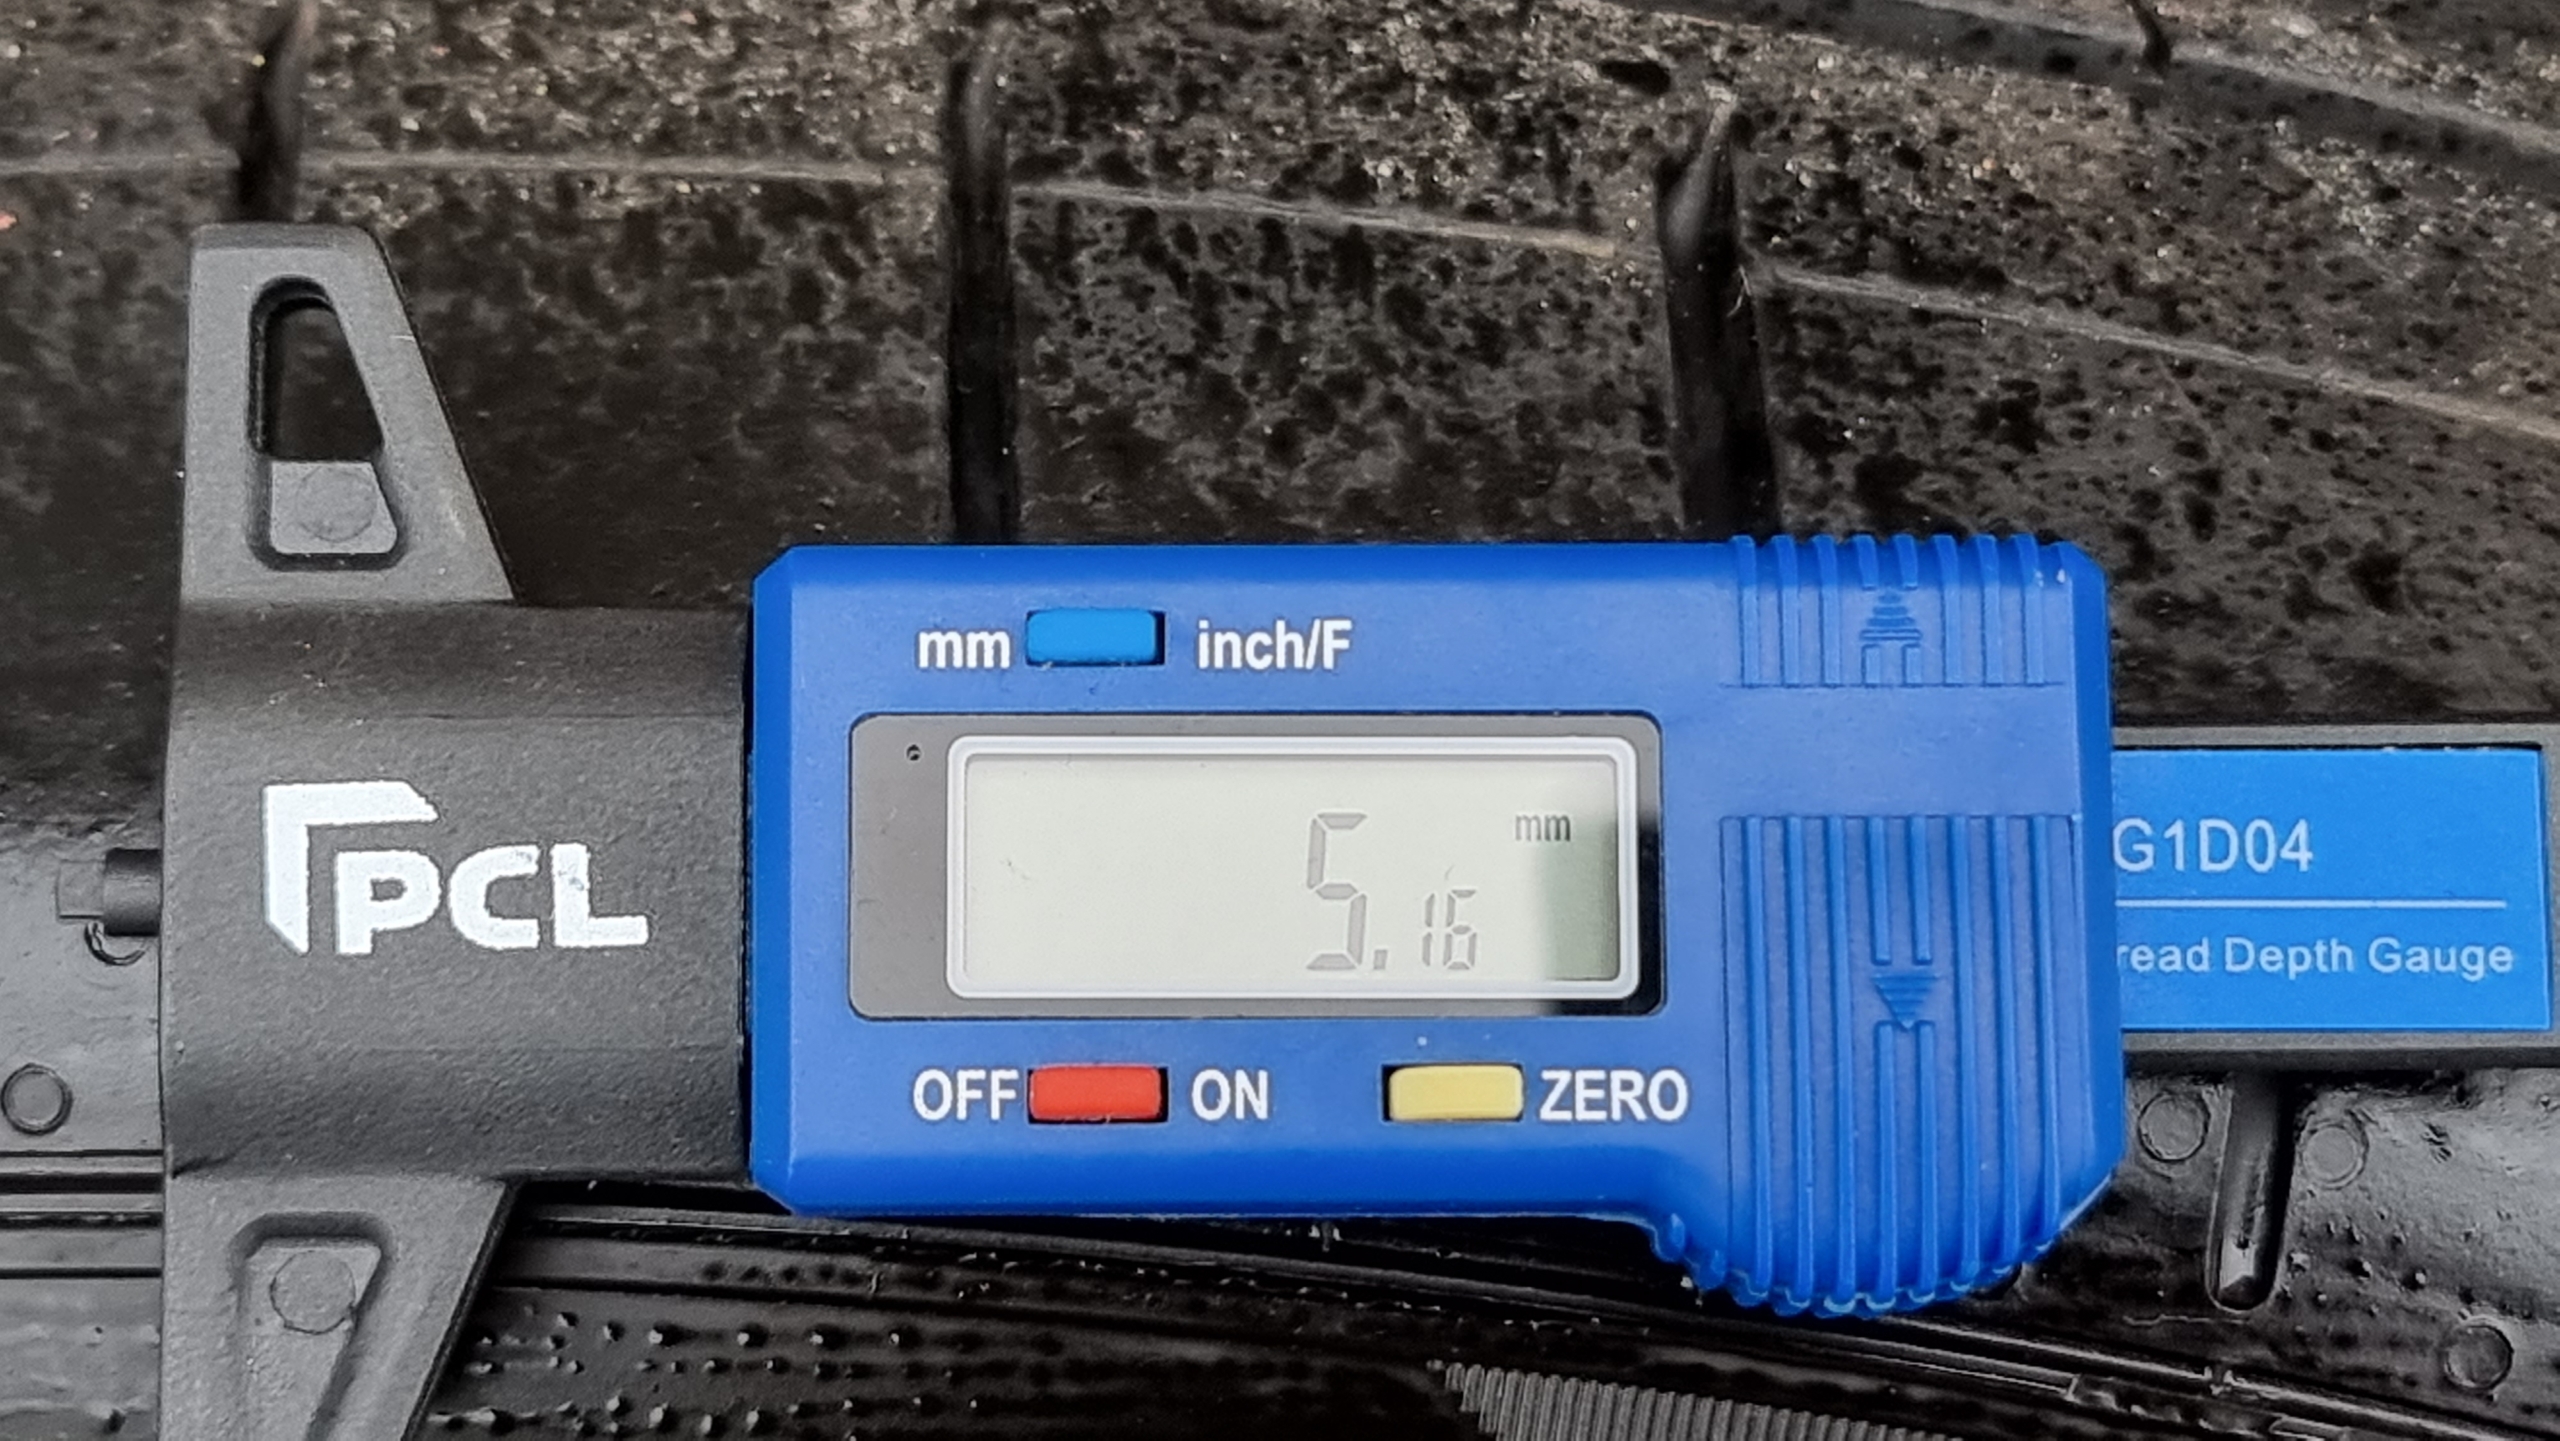 mm inch/F
mm
5.16
PCL
OFF ON ZERO
G1D04
read Depth Gauge